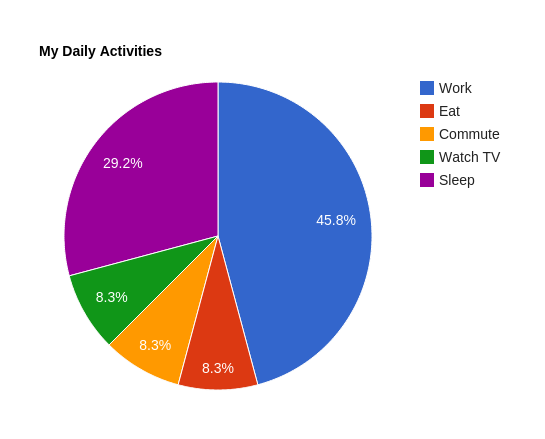 My Daily Activities
Work
Eat
Commute
Watch TV
Sleep
29.2%
45.8%
8.3%
8.3%
8.3%